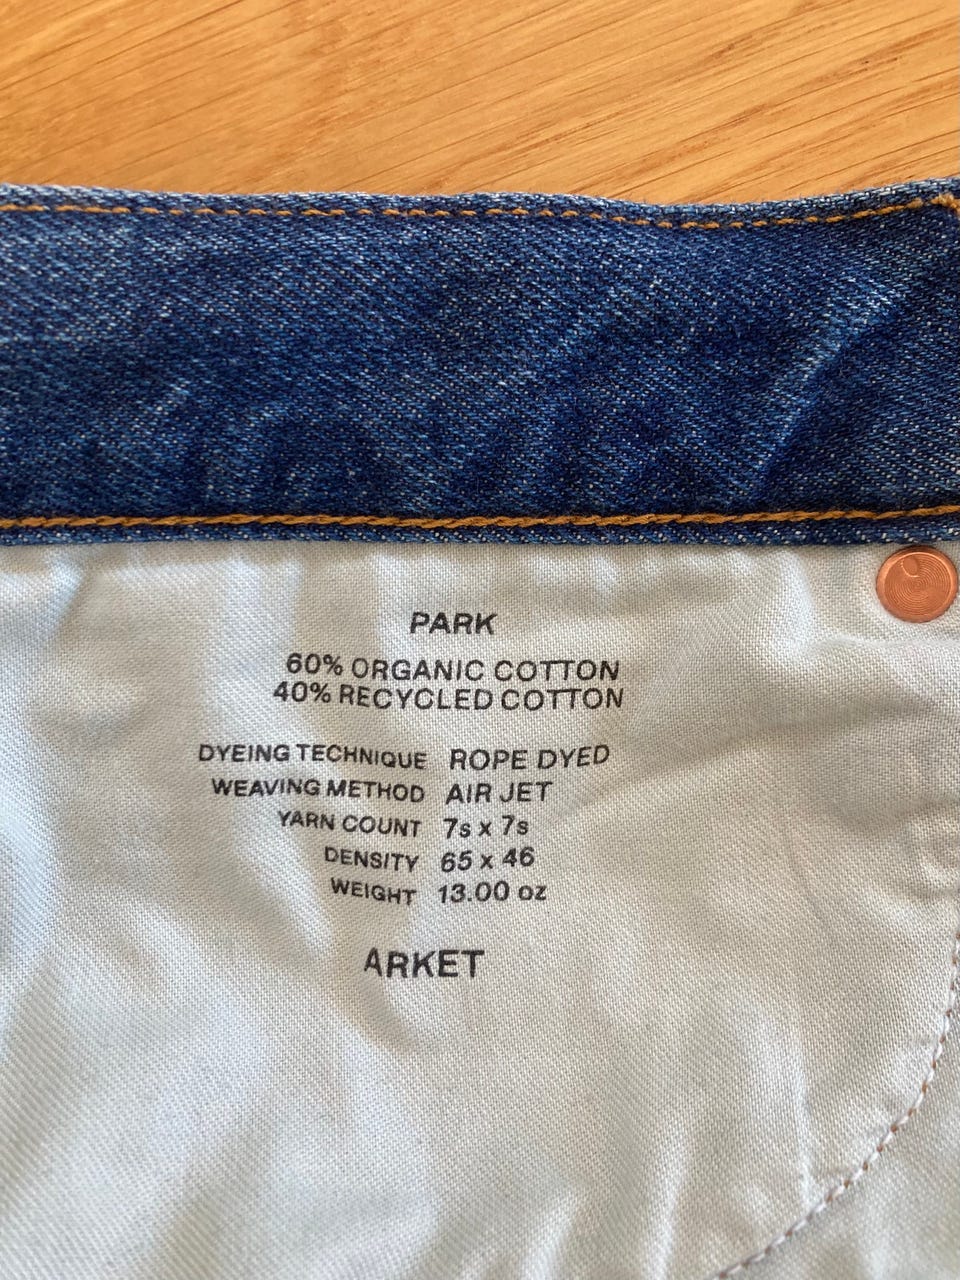 PARK
60% ORGANIC COTTON
40% RECYCLED COTTON
DYEING TECHNIQUE ROPE DYED
WEAVING METHOD AIR JET
YARN COUNT 7s x 7s
DENSITY 65 x 46
WEIGHT 13.00 oz
ARKET